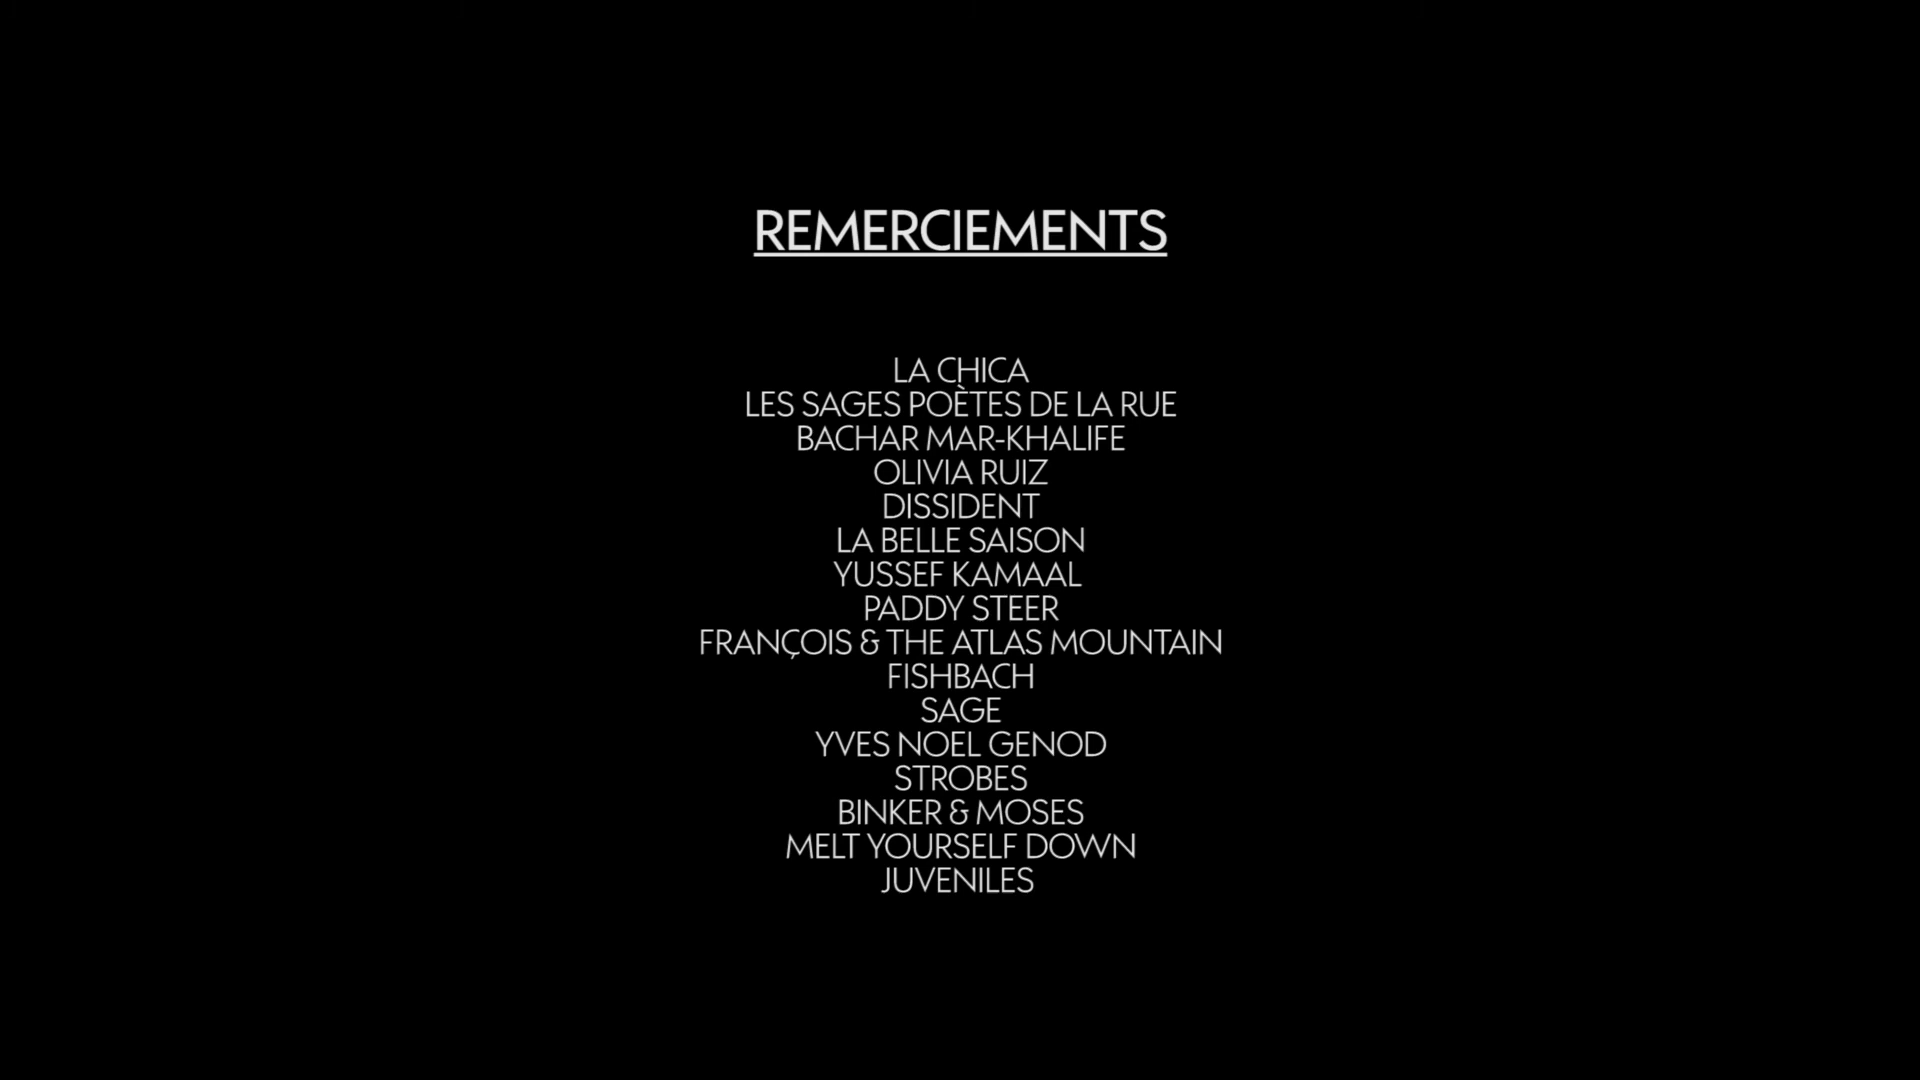 REMERCIEMENTS
LA CHICA
LES SAGES POÈTES DE LA RUE
BACHAR MAR-KHALIFE
OLIVIA RUIZ
DISSIDENT
LA BELLE SAISON
YUSSEF KAMAAL
PADDY STEER
FRANÇOIS & THE ATLAS MOUNTAIN
FISHBACH
SAGE
YVES NOEL GENOD
STROBES
BINKER & MOSES
MELT YOURSELF DOWN
JUVENILES